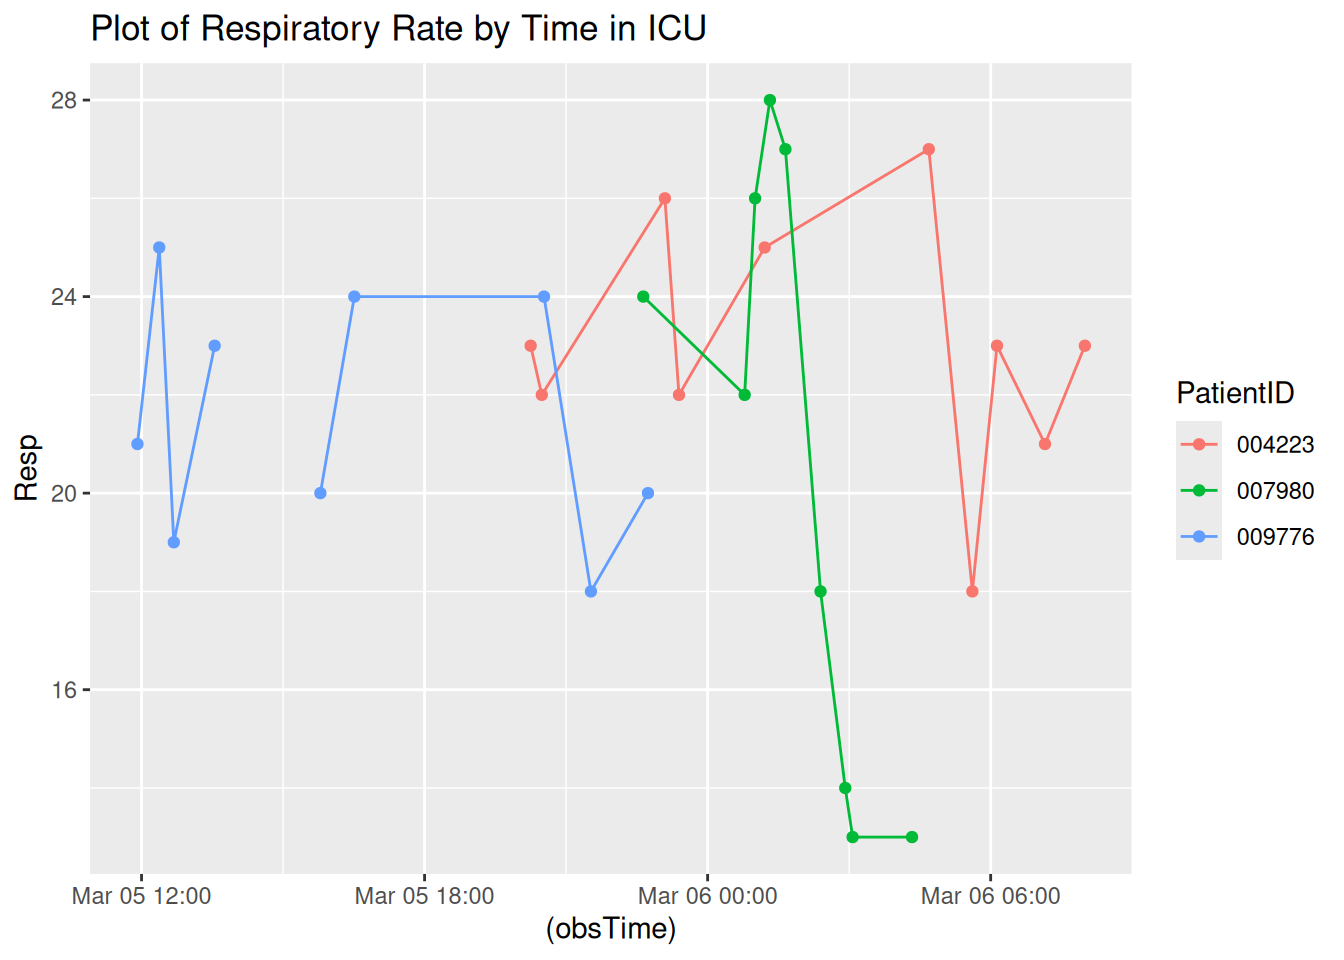 Plot of Respiratory Rate by Time in ICU
28
24
20
16
Resp
Mar 05 12:00 Mar 05 18:00 Mar 06 00:00 Mar 06 06:00
(obsTime)
PatientID
004223
007980
009776